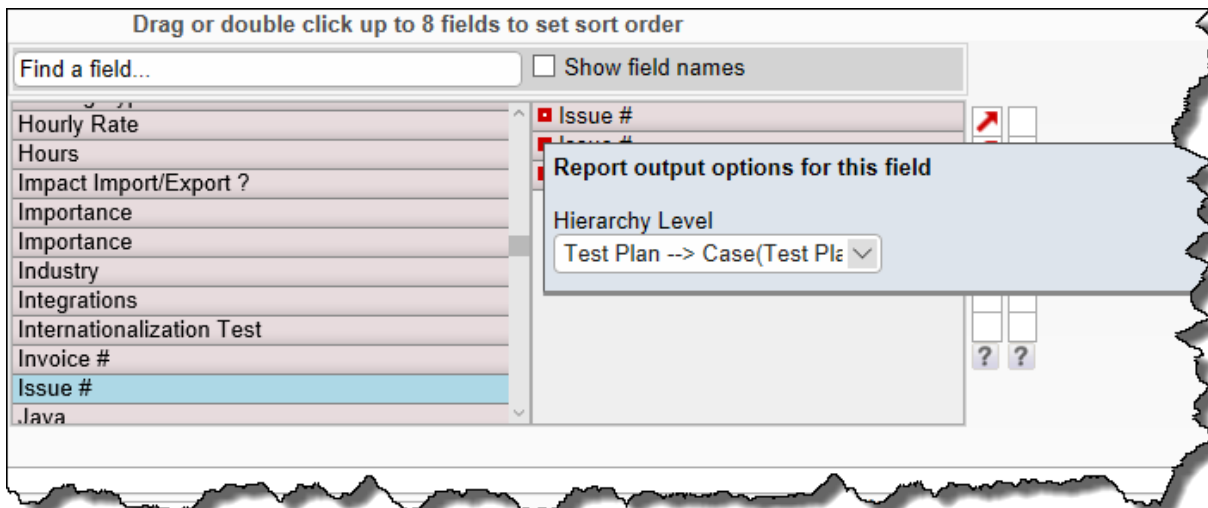 Drag or double click up to 8 fields to set sort order
Find a field...
Show field names
Hourly Rate
Hours
Impact Import/Export ?
Importance
Importance
Industry
Integrations
Internationalization Test
Invoice #
Issue #
Java
Issue #
Issue #
Report output options for this field
Hierarchy Level
Test Plan --> Case(Test Pla
? ?